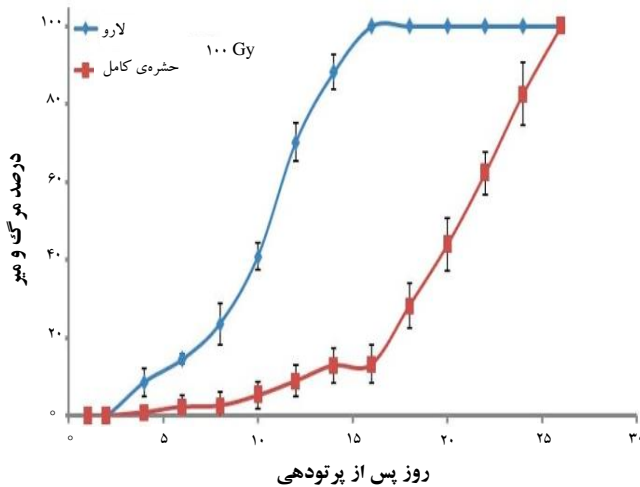 لارو
حشره‌ی کامل
۱۰۰ Gy
درصد مرگ و میر
۱۰۰
۸۰
۶۰
۴۰
۲۰
۰
۰ ۵ ۱۰ ۱۵ ۲۰ ۲۵ ۳۰
روز پس از پرتودهی